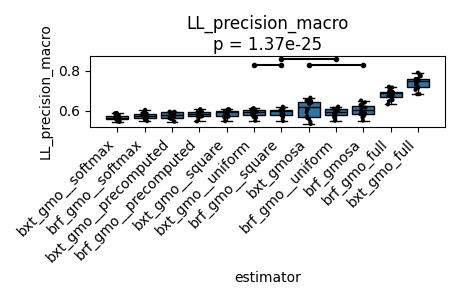 LL_precision_macro
p = 1.37e-25
LL_precision_macro
0.8
0.6
bxt_gmo__softmax
brf_gmo__softmax
bxt_gmo__precomputed
brf_gmo__precomputed
bxt_gmo__square
bxt_gmo__uniform
brf_gmo__square
bxt_gmosa
brf_gmo__uniform
brf_gmosa
brf_gmo_full
bxt_gmo_full
estimator